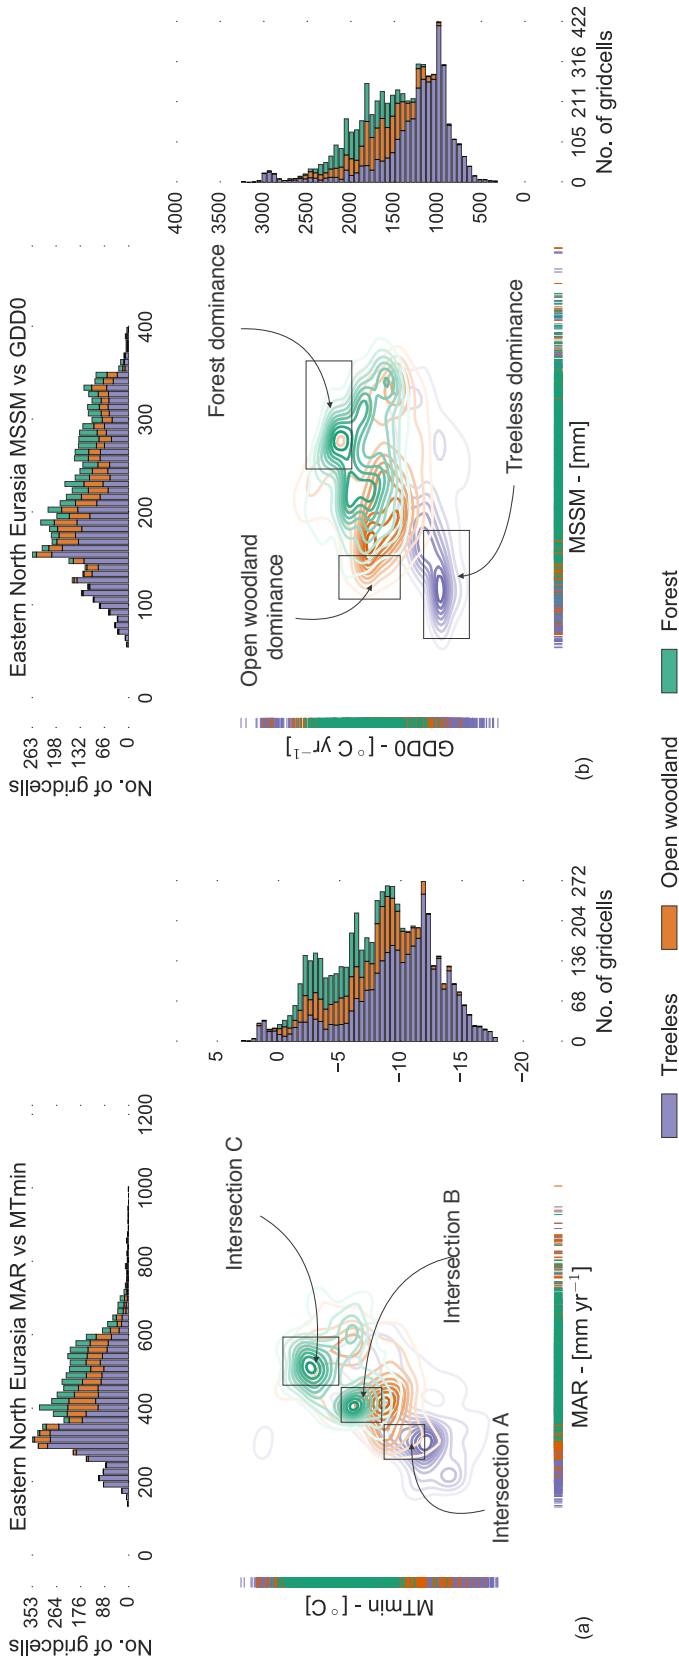 Eastern North Eurasia MAR vs MTmin
353
264
176
88
0
No. of gridcells
0
200
400
600
800
1000
1200
Intersection C
Intersection B
Intersection A
MTmin - [°C]
MAR - [mm yr−1]
5
0
−5
−10
−15
−20
0
68
136
204
272
No. of gridcells
(a)
Eastern North Eurasia MSSM vs GDD0
263
198
132
66
0
No. of gridcells
0
100
200
300
400
Forest dominance
Open woodland
dominance
Treeless dominance
GDD0 - [°C yr−1]
MSSM - [mm]
4000
3500
3000
2500
2000
1500
1000
500
0
0
105
211
316
422
No. of gridcells
(b)
Treeless
Open woodland
Forest